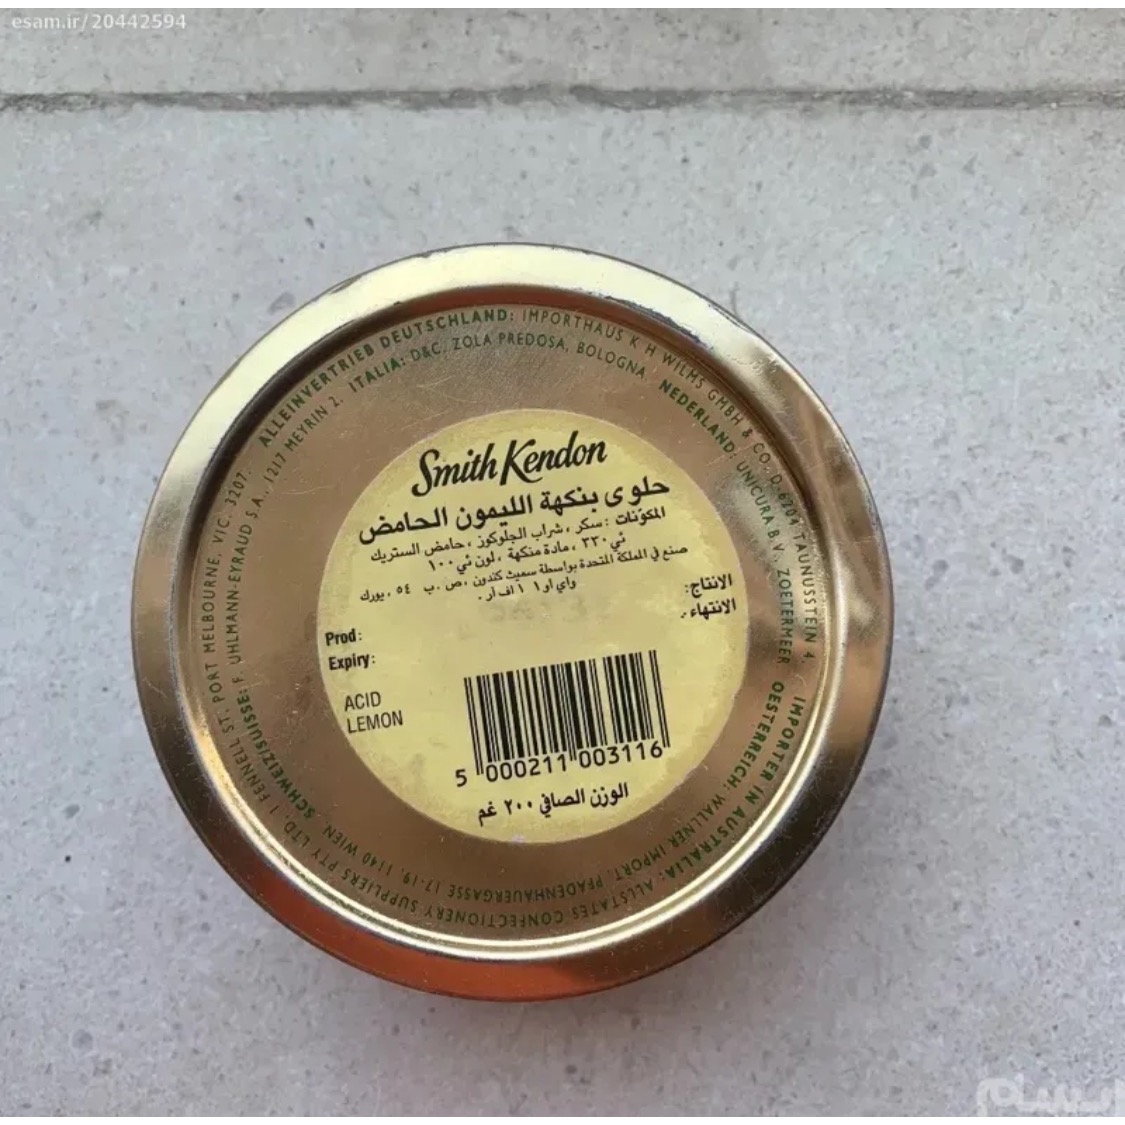 esam.ir/20442594
ALLEINVERTRIEB DEUTSCHLAND: IMPORTHAUS K H WILMS GMBH & CO. D-6204 TAUNUSSTEIN 4.
IMPORTER IN AUSTRALIA: ALLSTATES CONFECTIONERY SUPPLIERS PTY LTD, 1 FENNELL ST, PORT MELBOURNE, VIC. 3207.
ITALIA: D&C, ZOLA PREDOSA, BOLOGNA
NEDERLAND: UNICURA B.V., ZOETERMEER
OESTERREICH: WALLNER IMPORT, PFADENHAUERGASSE 17-19, 1140 WIEN
SCHWEIZ/SUISSE: F UHLMANN-EYRAUD S.A., 1217 MEYRIN 2.
Smith Kendon
حلوى بنكهة الليمون الحامض
المكوّنات : سكر ، شراب الجلوكوز ، حامض الستريك
ئي ٣٣٠ ، مادة منكهة ، لون ئي ١٠٠
صنع في المملكة المتحدة بواسطة سميث كندون ، ص . ب ٥٤ ، يورك
واي او١ ١ اف ار .
الانتاج:
الانتهاء:
Prod:
Expiry:
ACID
LEMON
5 000211 003116
الوزن الصافي ٢٠٠ غم
ایسام